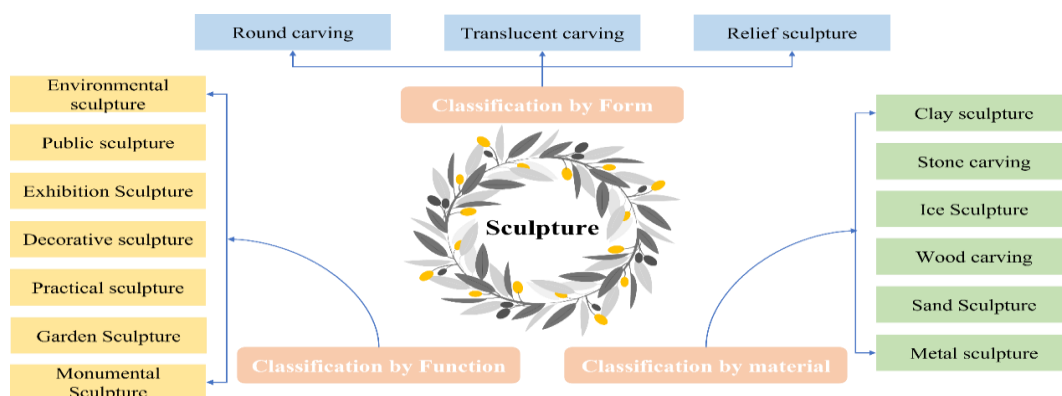 Round carving
Translucent carving
Relief sculpture
Classification by Form
Environmental
sculpture
Public sculpture
Exhibition Sculpture
Decorative sculpture
Practical sculpture
Garden Sculpture
Monumental
Sculpture
Sculpture
Clay sculpture
Stone carving
Ice Sculpture
Wood carving
Sand Sculpture
Metal sculpture
Classification by Function
Classification by material